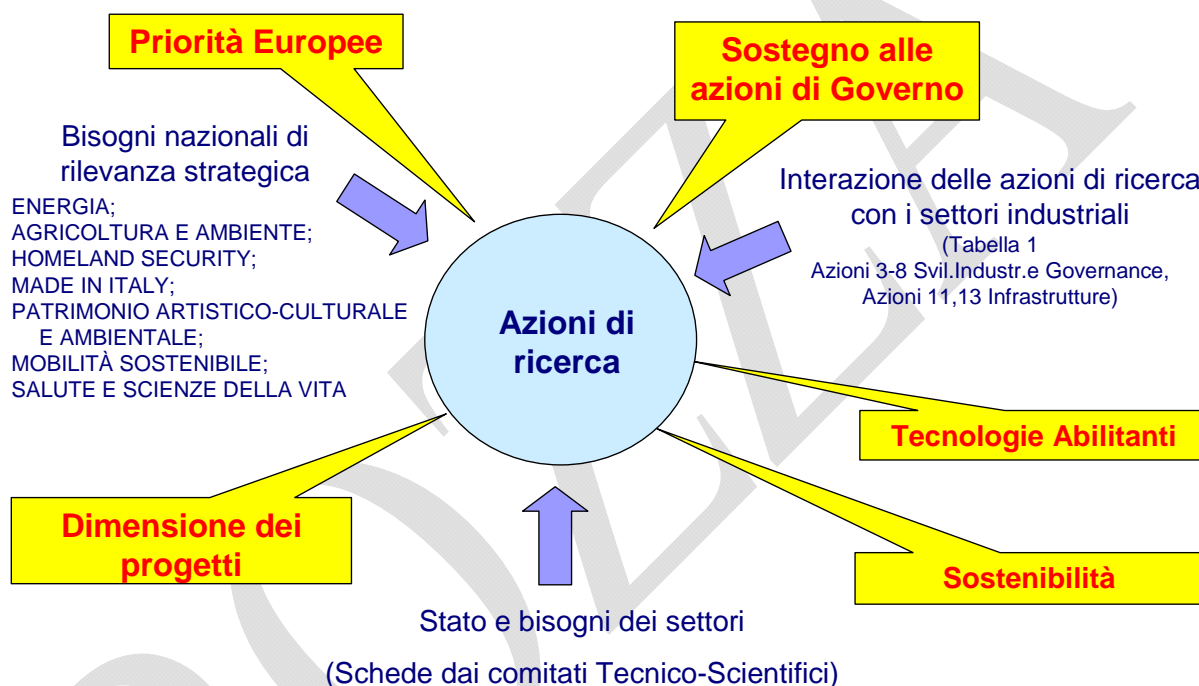 Priorità Europee
Sostegno alle
azioni di Governo
Bisogni nazionali di
rilevanza strategica
ENERGIA;
AGRICOLTURA E AMBIENTE;
HOMELAND SECURITY;
MADE IN ITALY;
PATRIMONIO ARTISTICO-CULTURALE
E AMBIENTALE;
MOBILITÀ SOSTENIBILE;
SALUTE E SCIENZE DELLA VITA
Interazione delle azioni di ricerca
con i settori industriali
(Tabella 1
Azioni 3-8 Svil.Industr.e Governance,
Azioni 11,13 Infrastrutture)
Azioni di
ricerca
Tecnologie Abilitanti
Dimensione dei
progetti
Sostenibilità
Stato e bisogni dei settori
(Schede dai comitati Tecnico-Scientifici)